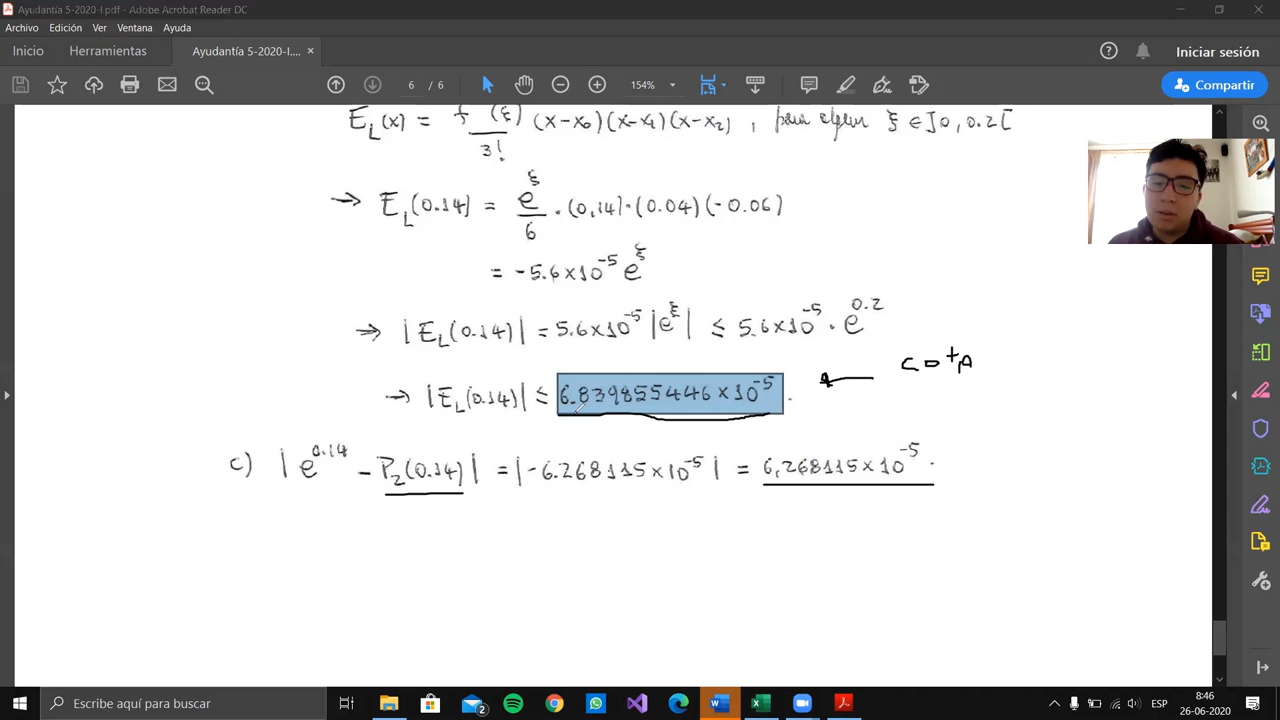 Ayudantía 5-2020-I.pdf - Adobe Acrobat Reader DC
Archivo Edición Ver Ventana Ayuda
Inicio Herramientas Ayudantía 5-2020-I.... × Iniciar sesión
6 / 6 154% Compartir
E_L(x) = f (ξ) / 3! (x-x₀)(x-x₁)(x-x₂), para algún ξ ∈ ]0, 0.2[
→ E_L(0.14) = e^ξ / 6 · (0,14)·(0.04)(-0.06)
= -5.6×10⁻⁵ e^ξ
⇒ |E_L(0.14)| = 5.6×10⁻⁵ |e^ξ| ≤ 5.6×10⁻⁵ · e^0.2
COTA
→ |E_L(0.14)| ≤ 6.839855446×10⁻⁵.
c) |e^0.14 - P₂(0.14)| = |-6.268115×10⁻⁵| = 6,268115×10⁻⁵.
Escribe aquí para buscar 2 ESP 8:46
26-06-2020